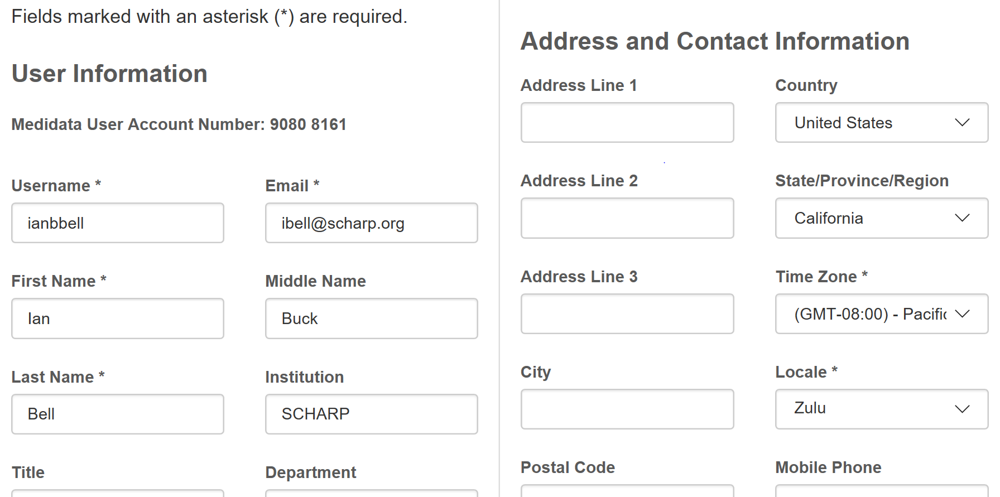 Fields marked with an asterisk (*) are required.
User Information
Medidata User Account Number: 9080 8161
Username *
Email *
ianbbell
ibell@scharp.org
First Name *
Middle Name
Ian
Buck
Last Name *
Institution
Bell
SCHARP
Title
Department
Address and Contact Information
Address Line 1
Country
United States
Address Line 2
State/Province/Region
California
Address Line 3
Time Zone *
(GMT-08:00) - Pacific
City
Locale *
Zulu
Postal Code
Mobile Phone